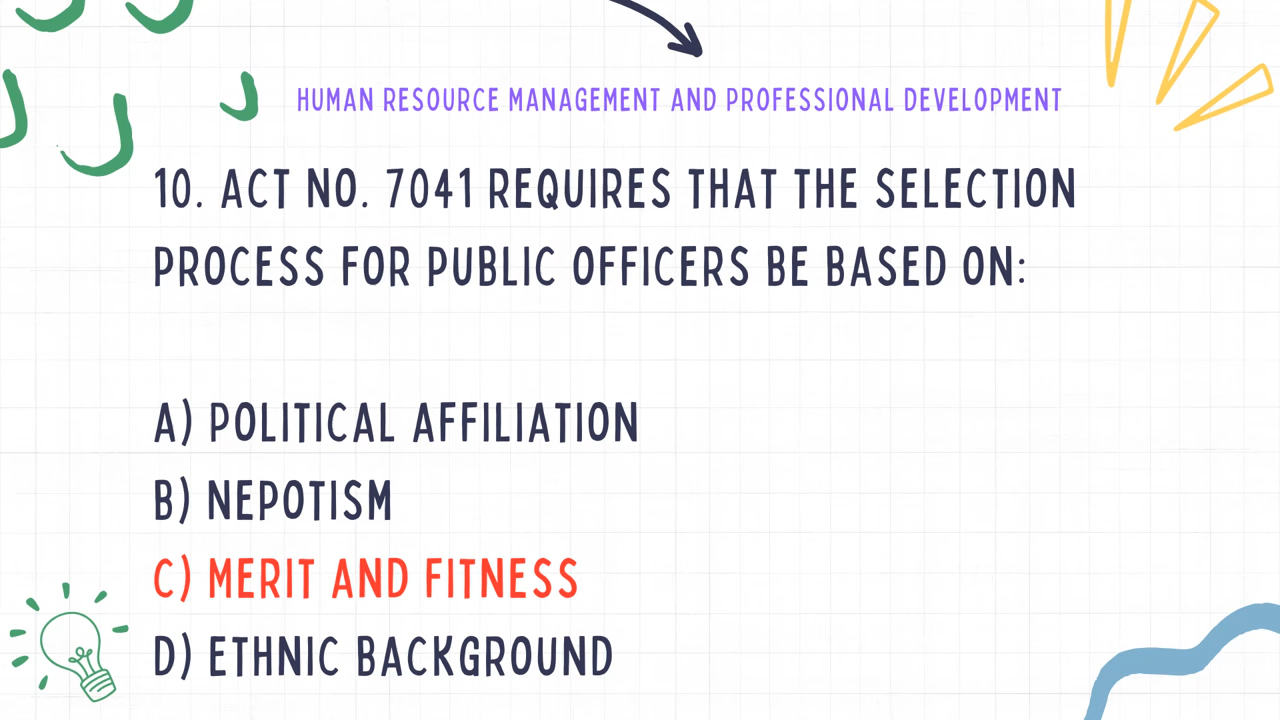 HUMAN RESOURCE MANAGEMENT AND PROFESSIONAL DEVELOPMENT
10. ACT NO. 7041 REQUIRES THAT THE SELECTION
PROCESS FOR PUBLIC OFFICERS BE BASED ON:
A) POLITICAL AFFILIATION
B) NEPOTISM
C) MERIT AND FITNESS
D) ETHNIC BACKGROUND